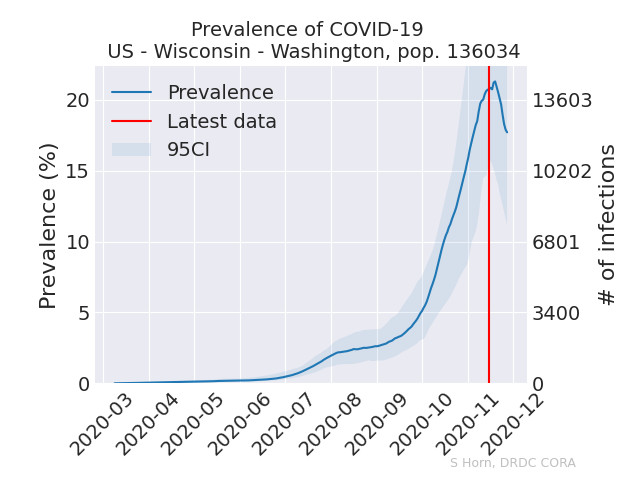 Prevalence of COVID-19
US - Wisconsin - Washington, pop. 136034
Prevalence
Latest data
95CI
Prevalence (%)
20
15
10
5
0
13603
10202
6801
3400
0
# of infections
2020-03
2020-04
2020-05
2020-06
2020-07
2020-08
2020-09
2020-10
2020-11
2020-12
S Horn, DRDC CORA